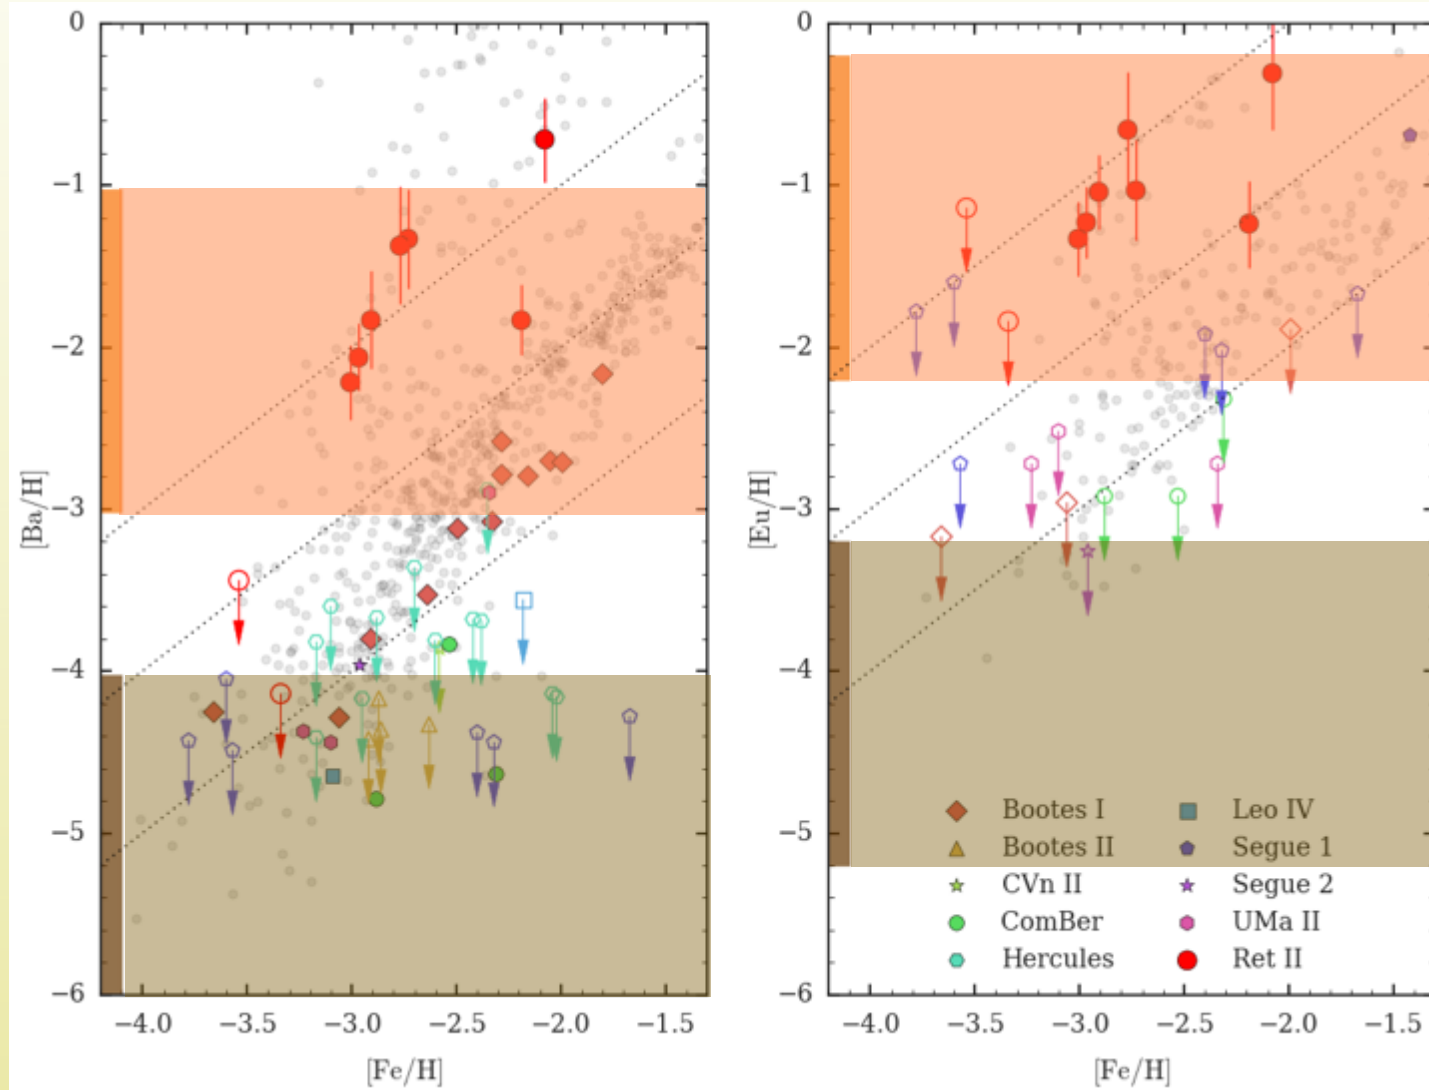 0
−1
−2
−3
−4
−5
−6
[Ba/H]
−4.0 −3.5 −3.0 −2.5 −2.0 −1.5
[Fe/H]
0
−1
−2
−3
−4
−5
−6
[Eu/H]
Bootes I
Bootes II
CVn II
ComBer
Hercules
Leo IV
Segue 1
Segue 2
UMa II
Ret II
−4.0 −3.5 −3.0 −2.5 −2.0 −1.5
[Fe/H]